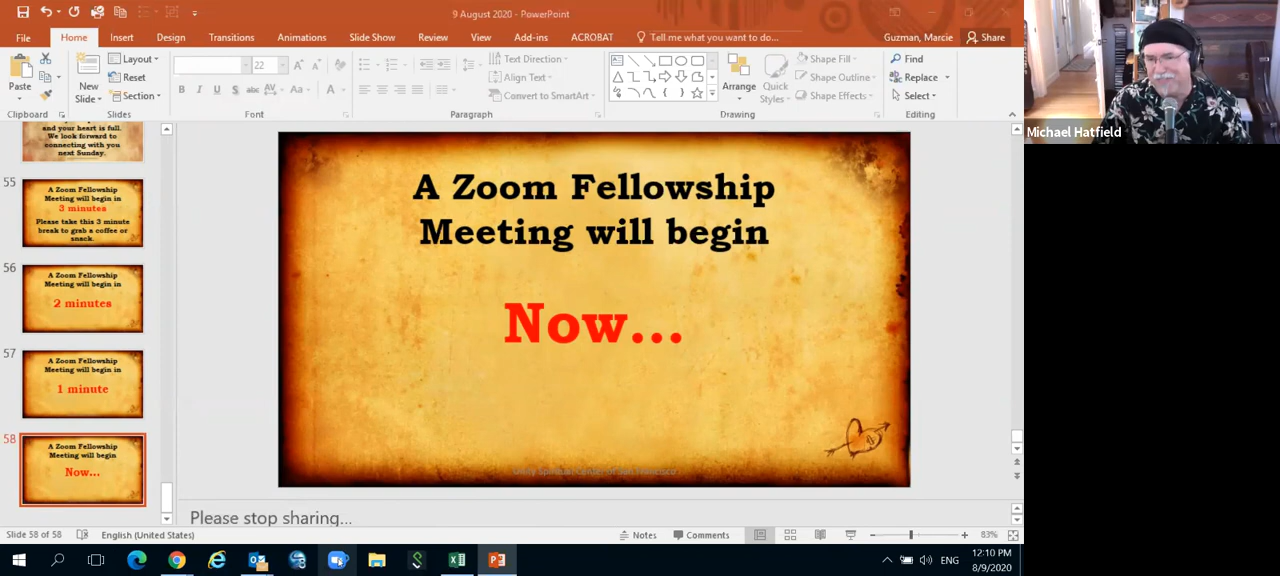 9 August 2020 - PowerPoint
File Home Insert Design Transitions Animations Slide Show Review View Add-ins ACROBAT Tell me what you want to do... Guzman, Marcie Share
Paste
New
Slide
Layout
Reset
Section
22
B I U S abc AV Aa A
Text Direction
Align Text
Convert to SmartArt
Arrange
Quick
Styles
Shape Fill
Shape Outline
Shape Effects
Find
Replace
Select
Clipboard Slides Font Paragraph Drawing Editing
Michael Hatfield
and your heart is full.
We look forward to
connecting with you
next Sunday.
55
A Zoom Fellowship
Meeting will begin in
3 minutes
Please take this 3 minute
break to grab a coffee or
snack.
56
A Zoom Fellowship
Meeting will begin in
2 minutes
57
A Zoom Fellowship
Meeting will begin in
1 minute
58
A Zoom Fellowship
Meeting will begin
Now...
A Zoom Fellowship
Meeting will begin
Now...
Please stop sharing...
Slide 58 of 58 English (United States) Notes Comments 83%
ENG
12:10 PM
8/9/2020